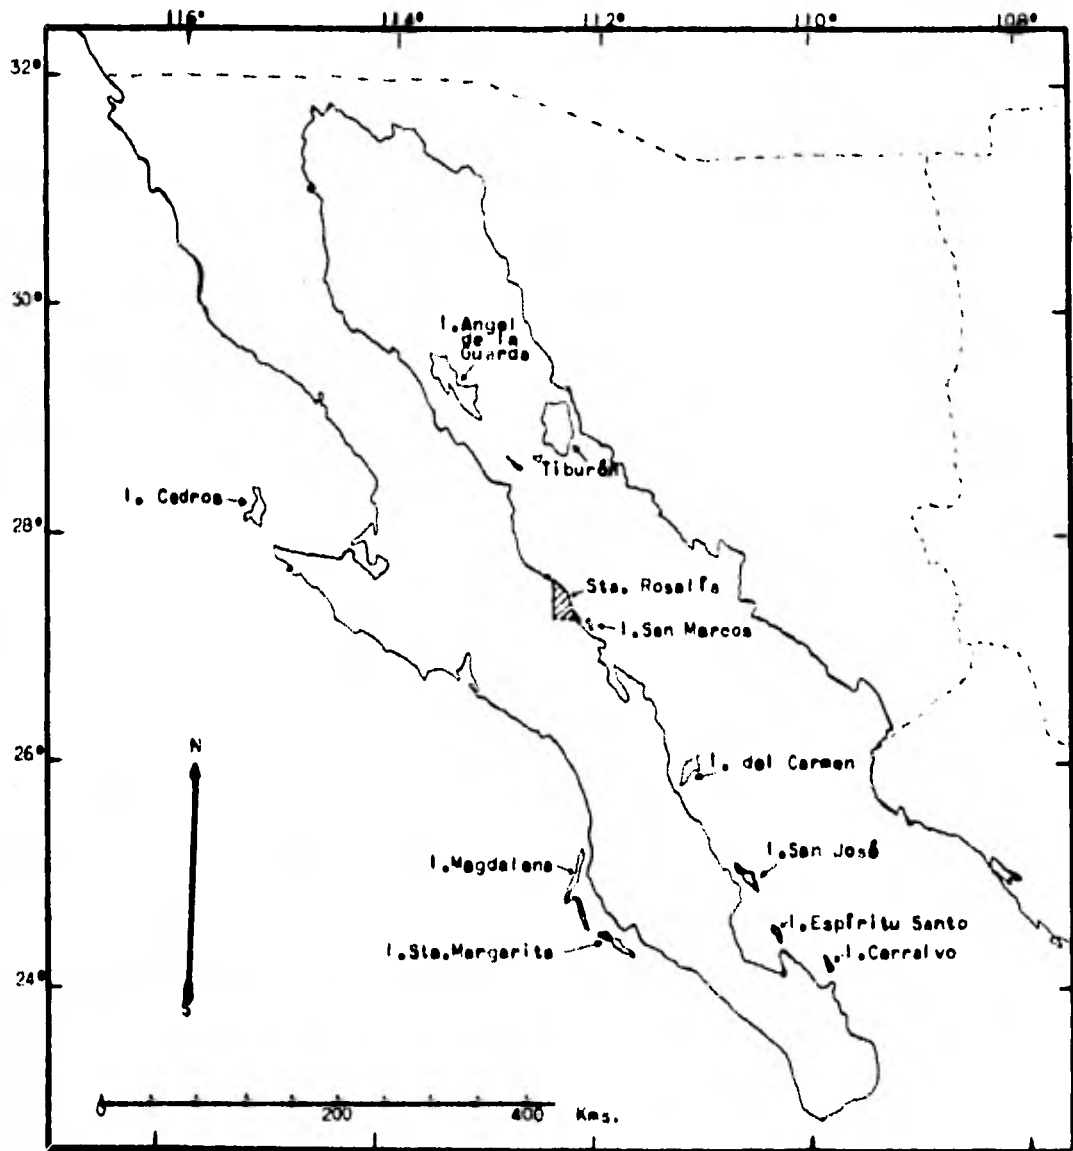 116° 114° 112° 110° 108°
32°
30°
I.Angel
de la
Guarda
Tiburón
I. Cedros
28°
Sta. Rosalía
I.San Marcos
N
26°
I. del Carmen
I.Magdalena
I.San José
I.Espíritu Santo
I.Sta.Margarita
I.Cerralvo
24°
S
0 200 400 Kms.